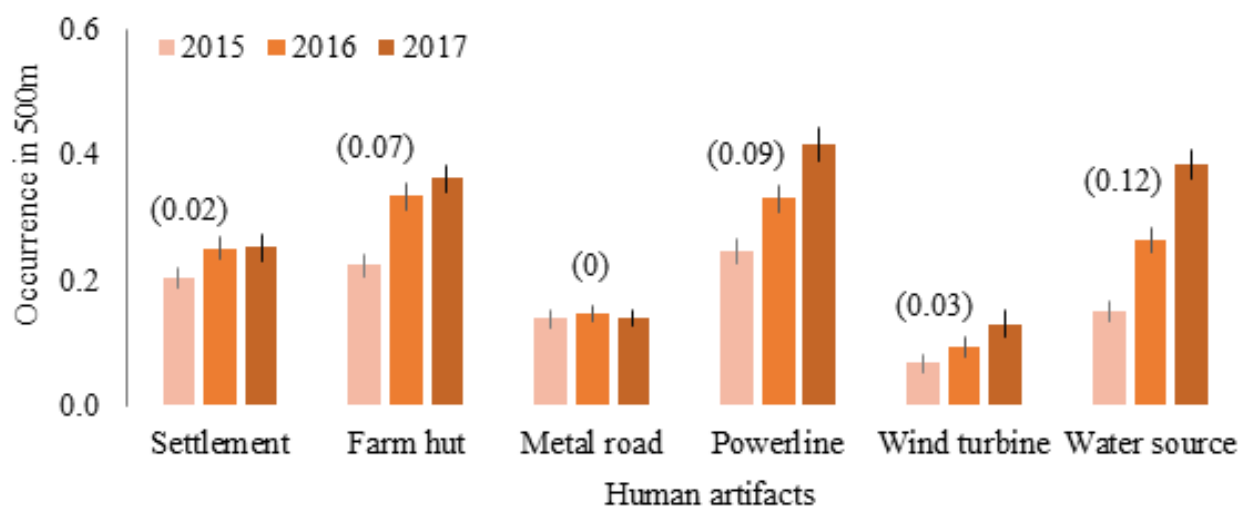 0.6
2015 2016 2017
Occurrence in 500m
0.4
0.2
0.0
(0.02)
(0.07)
(0)
(0.09)
(0.03)
(0.12)
Settlement Farm hut Metal road Powerline Wind turbine Water source
Human artifacts